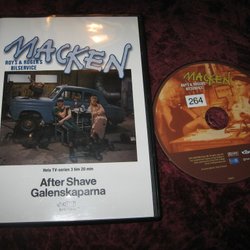 MACKEN
ROY'S & ROGER'S
BILSERVICE
Hela TV-serien 3 tim 20 min
After Shave
Galenskaparna
MACKEN
ROY'S & ROGER'S
BILSERVICE
264